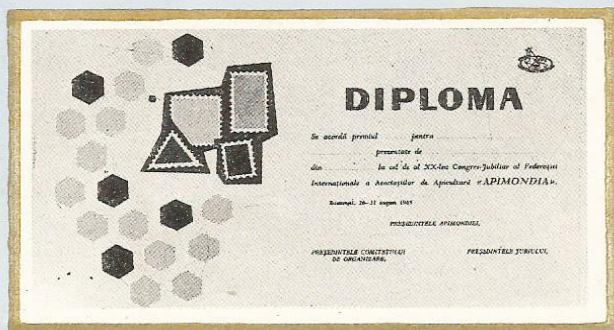 DIPLOMA
Se acordă premiul ........ pentru ........
........ prezentate de ........
din ........ la cel de al XX-lea Congres-Jubiliar al Federației
Internaționale a Asociațiilor de Apicultură «APIMONDIA».
București, 26-31 august 1965
PREȘEDINTELE APIMONDIEI,
PREȘEDINTELE COMITETULUI
DE ORGANIZARE,
PREȘEDINTELE JURIULUI,